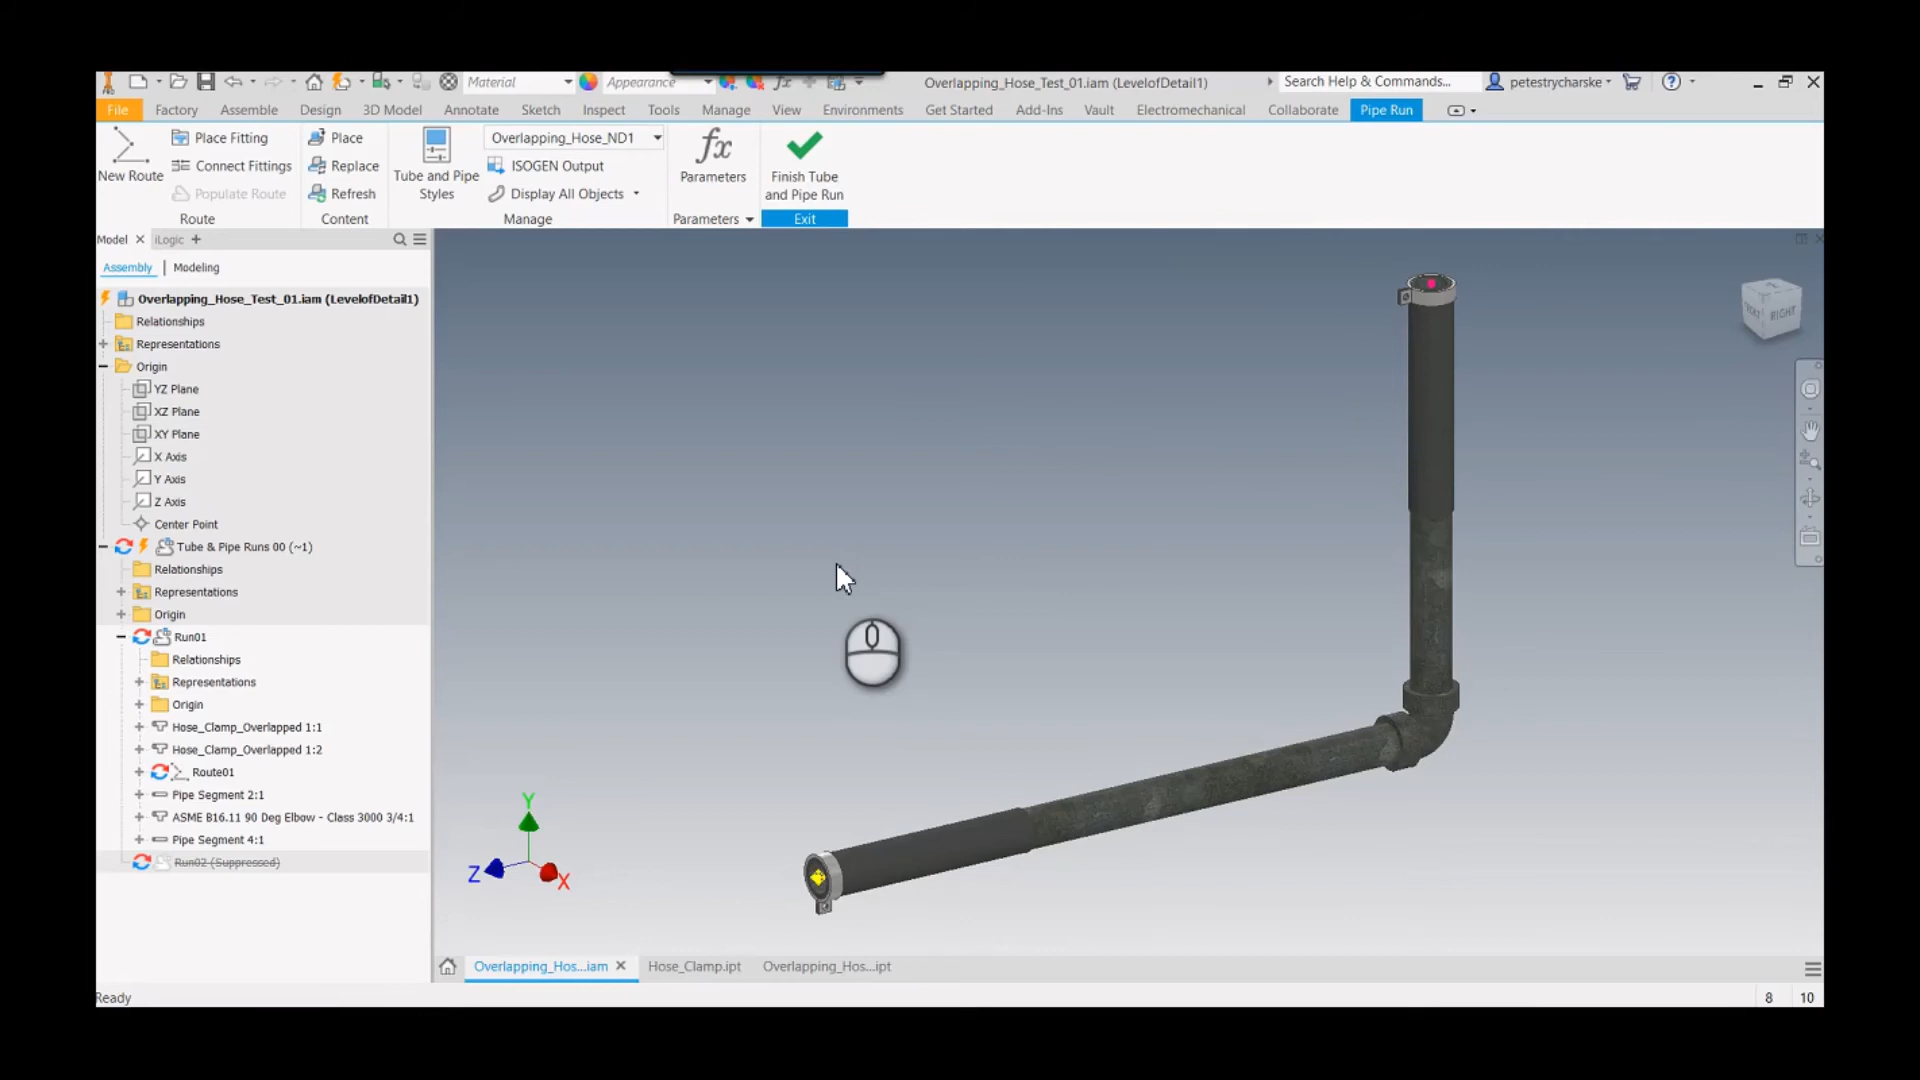 PRO Material Appearance fx Overlapping_Hose_Test_01.iam (LevelofDetail1) Search Help & Commands... petestrycharske ?
File Factory Assemble Design 3D Model Annotate Sketch Inspect Tools Manage View Environments Get Started Add-Ins Vault Electromechanical Collaborate Pipe Run
New Route
Place Fitting
Connect Fittings
Populate Route
Route
Place
Replace
Refresh
Content
Tube and Pipe
Styles
Overlapping_Hose_ND1
ISOGEN Output
Display All Objects
Manage
fx
Parameters
Parameters
Finish Tube
and Pipe Run
Exit
Model iLogic +
Assembly | Modeling
Overlapping_Hose_Test_01.iam (LevelofDetail1)
Relationships
Representations
Origin
YZ Plane
XZ Plane
XY Plane
X Axis
Y Axis
Z Axis
Center Point
Tube & Pipe Runs 00 (~1)
Relationships
Representations
Origin
Run01
Relationships
Representations
Origin
Hose_Clamp_Overlapped 1:1
Hose_Clamp_Overlapped 1:2
Route01
Pipe Segment 2:1
ASME B16.11 90 Deg Elbow - Class 3000 3/4:1
Pipe Segment 4:1
Run02 (Suppressed)
RIGHT
Y
Z
X
Overlapping_Hos...iam Hose_Clamp.ipt Overlapping_Hos...ipt
Ready 8 10